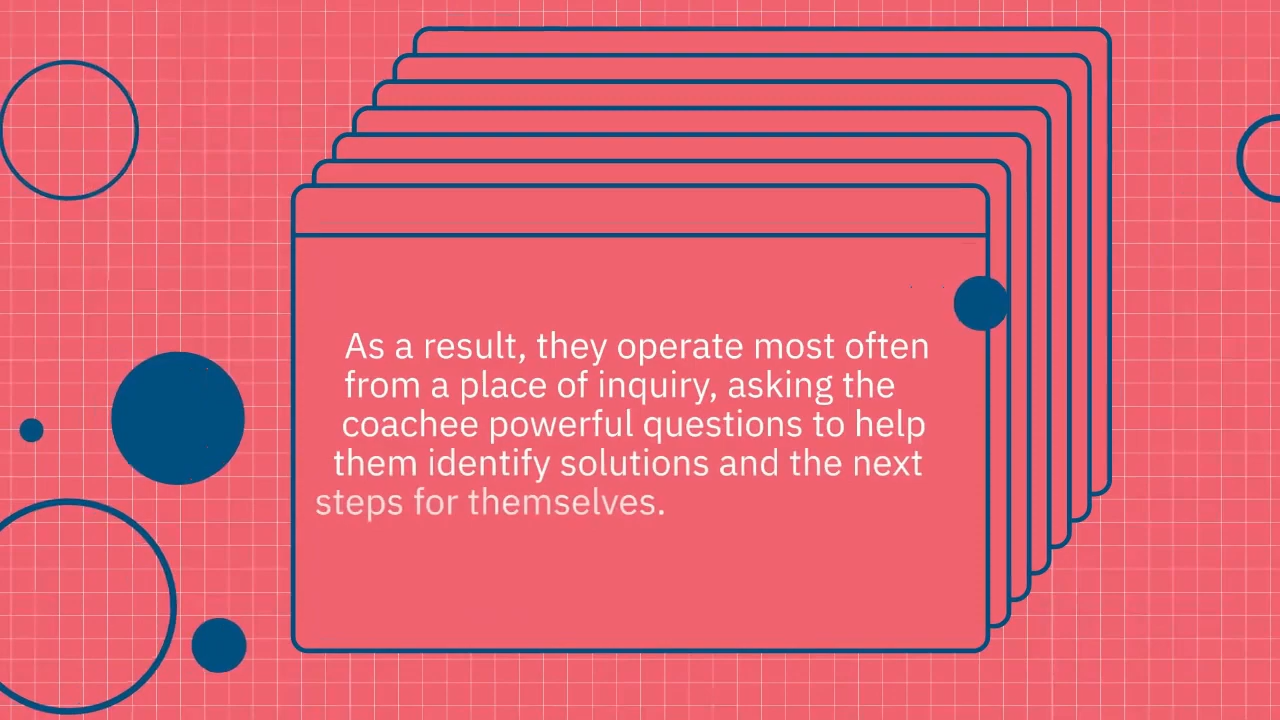 As a result, they operate most often
from a place of inquiry, asking the
coachee powerful questions to help
them identify solutions and the next
steps for themselves.